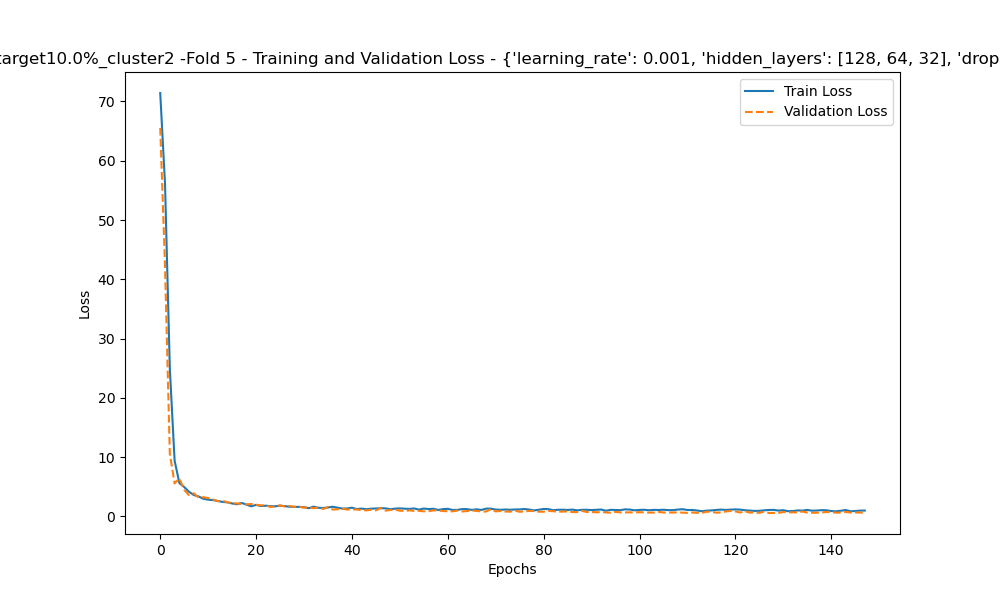 target10.0%_cluster2 -Fold 5 - Training and Validation Loss - {'learning_rate': 0.001, 'hidden_layers': [128, 64, 32], 'drop
Train Loss
Validation Loss
70
60
50
40
30
20
10
0
Loss
0 20 40 60 80 100 120 140
Epochs